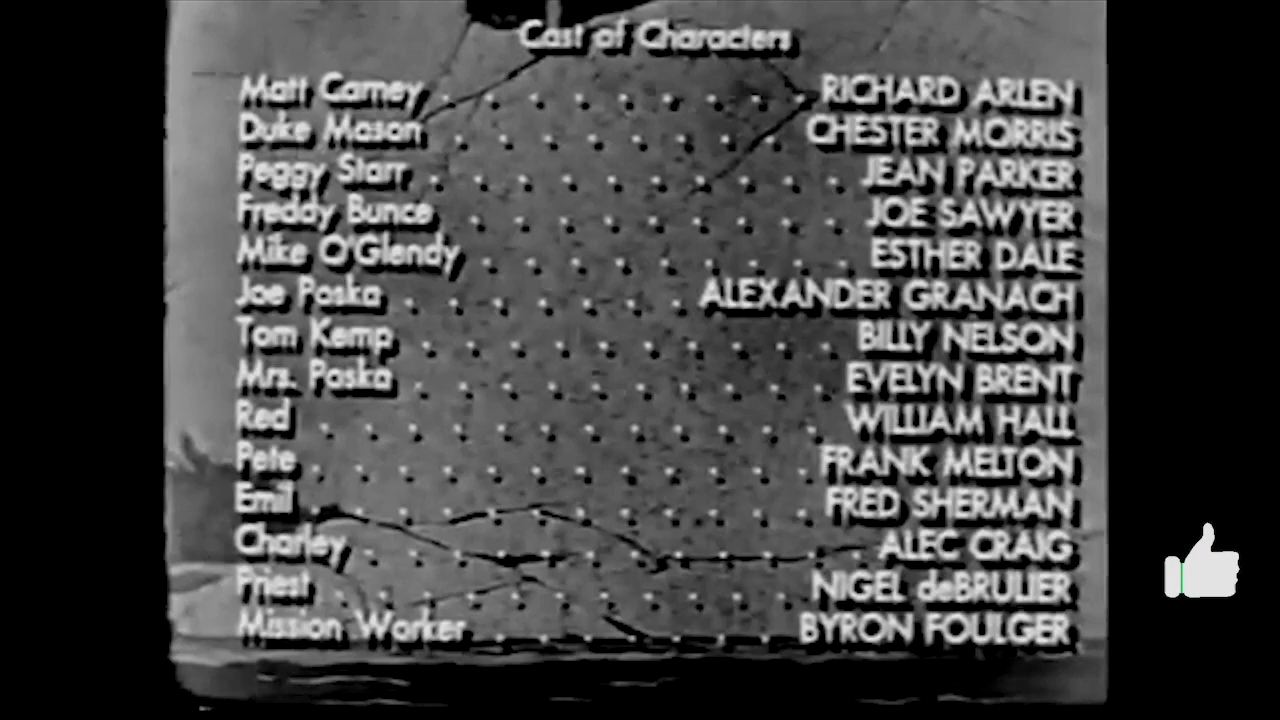 Cast of Characters
Matt Carney . . . . . . . . . RICHARD ARLEN
Duke Mason . . . . . . . . CHESTER MORRIS
Peggy Starr . . . . . . . . . . JEAN PARKER
Freddy Bunce . . . . . . . . . JOE SAWYER
Mike O'Glendy . . . . . . . . . ESTHER DALE
Joe Paska . . . . . . . ALEXANDER GRANACH
Tom Kemp . . . . . . . . . . BILLY NELSON
Mrs. Paska . . . . . . . . . . EVELYN BRENT
Red . . . . . . . . . . . . WILLIAM HALL
Pete . . . . . . . . . . . . FRANK MELTON
Emil . . . . . . . . . . . . FRED SHERMAN
Charley . . . . . . . . . . . . ALEC CRAIG
Priest . . . . . . . . . . . NIGEL deBRULIER
Mission Worker . . . . . . . BYRON FOULGER